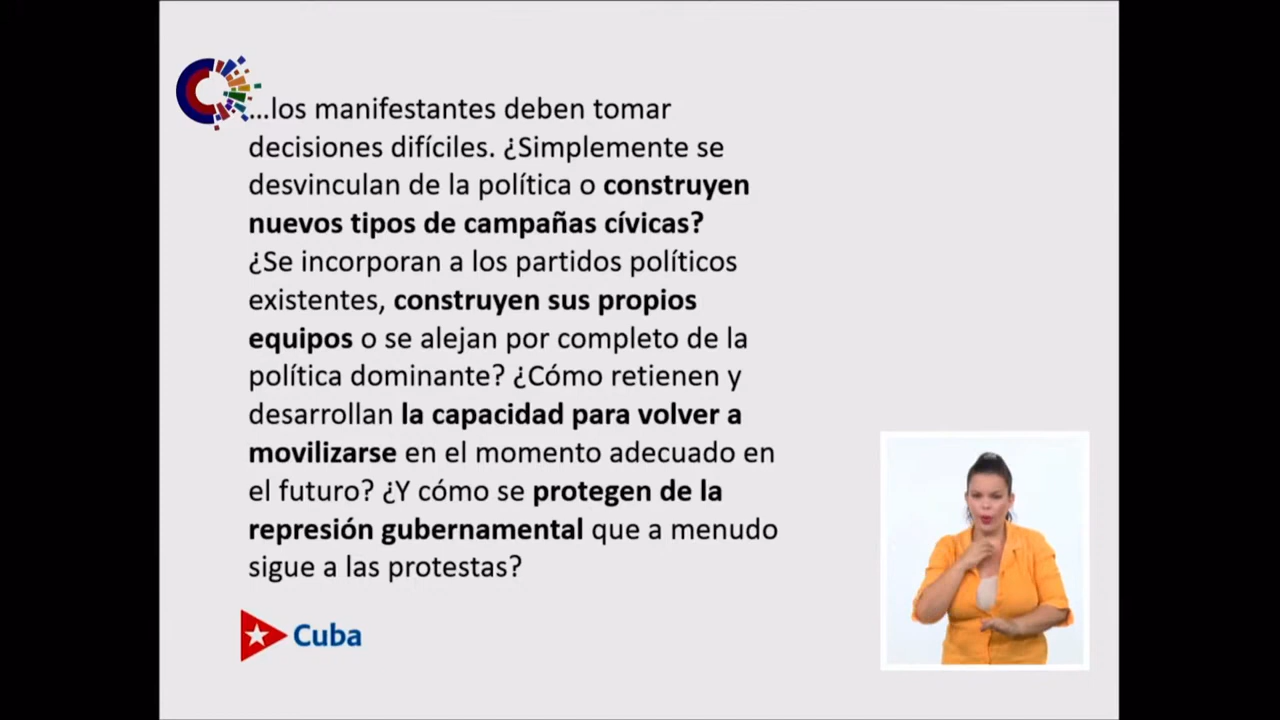 ...los manifestantes deben tomar
decisiones difíciles. ¿Simplemente se
desvinculan de la política o construyen
nuevos tipos de campañas cívicas?
¿Se incorporan a los partidos políticos
existentes, construyen sus propios
equipos o se alejan por completo de la
política dominante? ¿Cómo retienen y
desarrollan la capacidad para volver a
movilizarse en el momento adecuado en
el futuro? ¿Y cómo se protegen de la
represión gubernamental que a menudo
sigue a las protestas?
Cuba